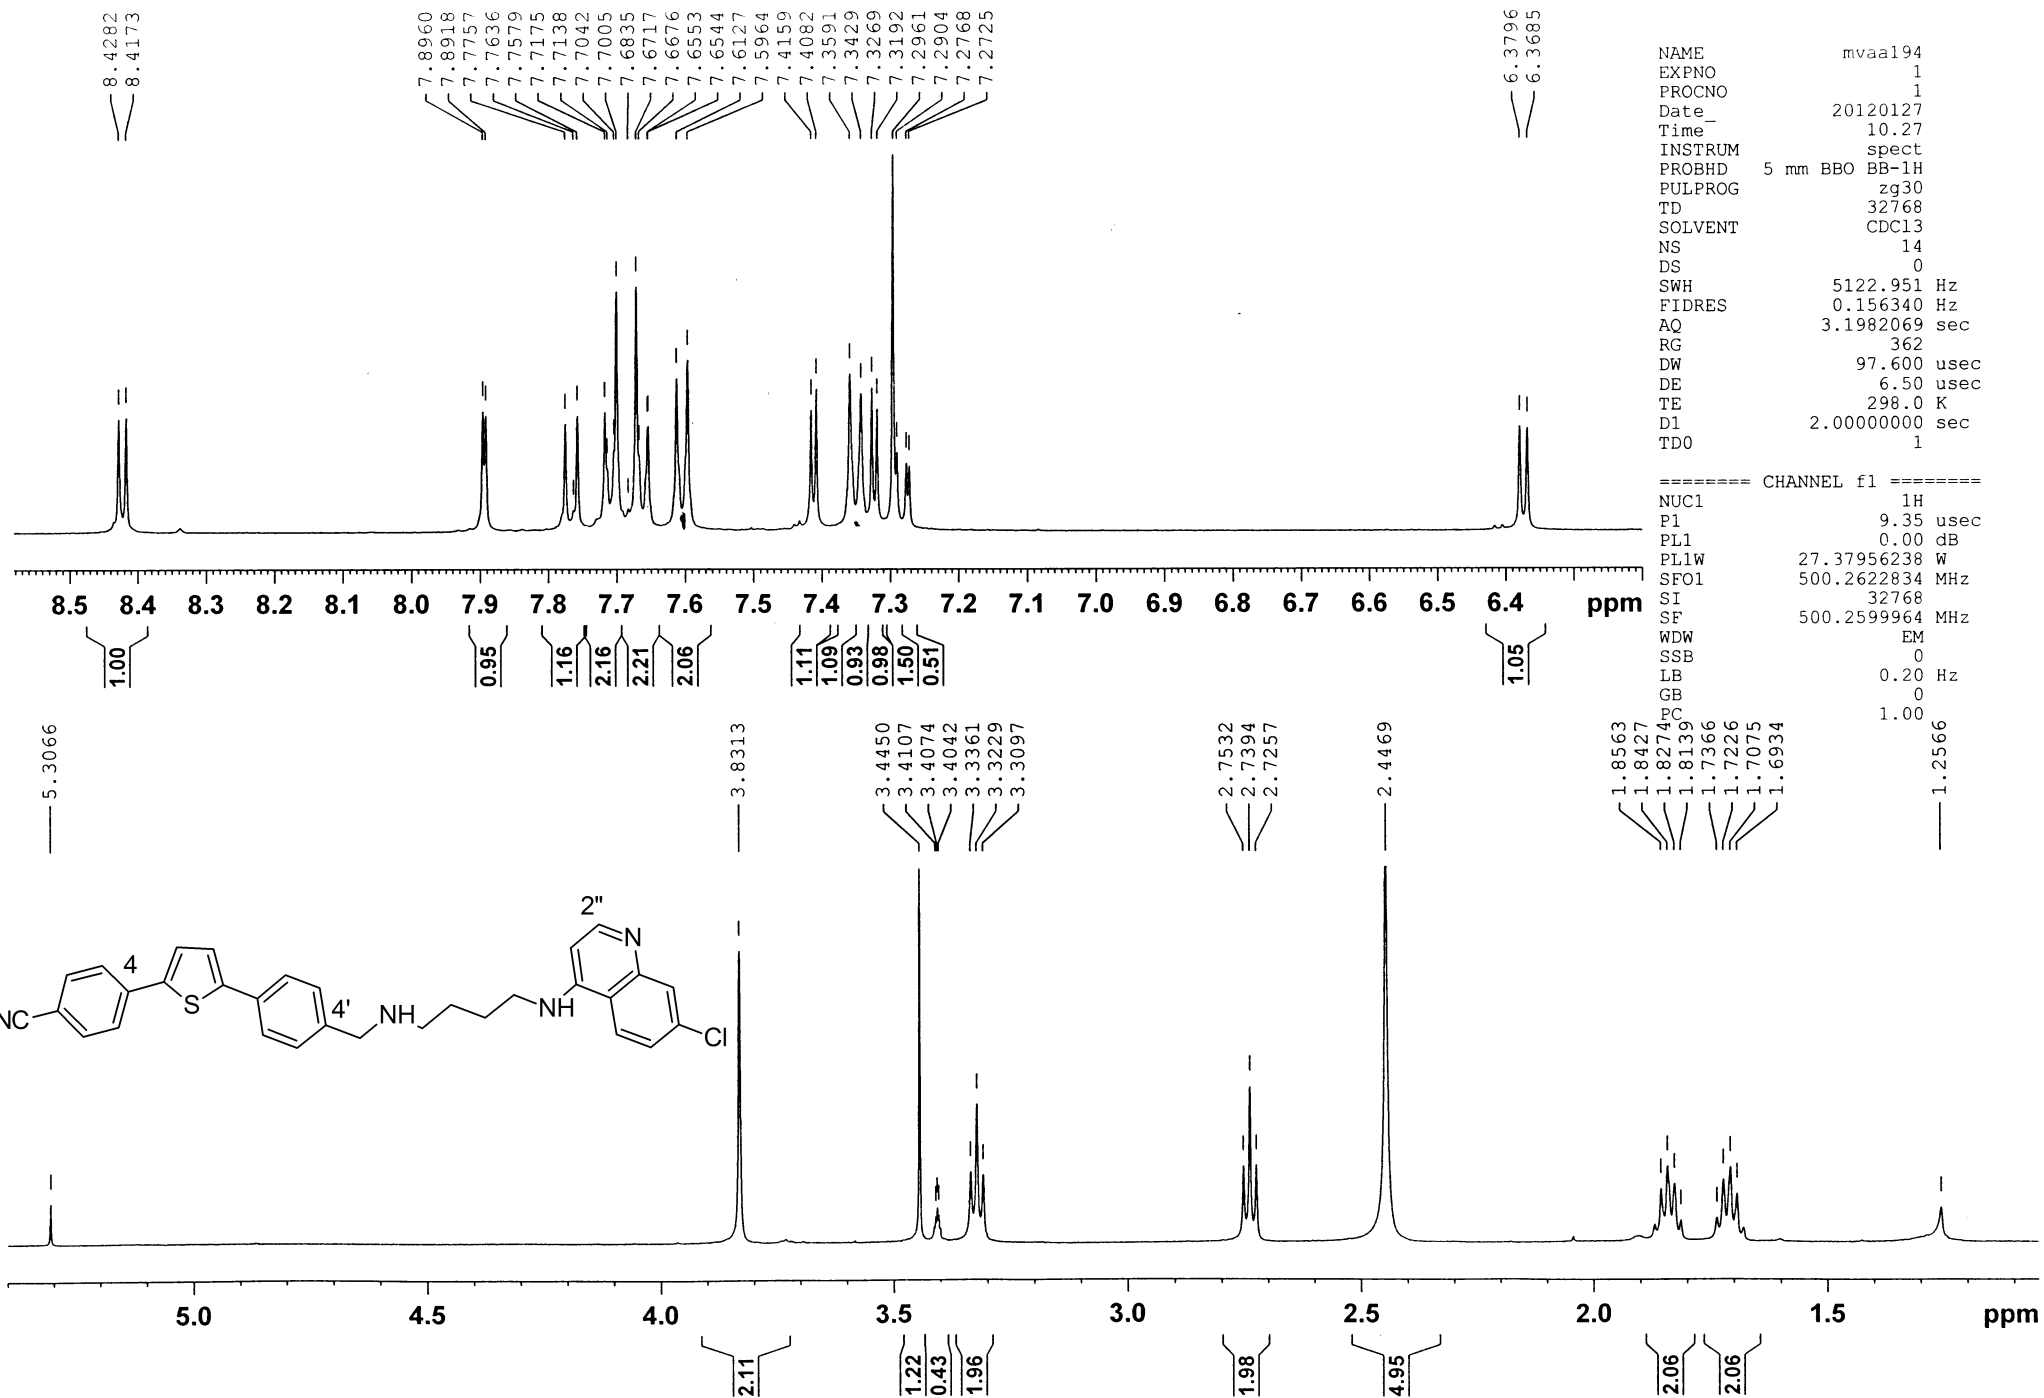 8.4282
8.4173
7.8960
7.8918
7.7757
7.7636
7.7579
7.7175
7.7138
7.7042
7.7005
7.6835
7.6717
7.6676
7.6553
7.6544
7.6127
7.5964
7.4159
7.4082
7.3591
7.3429
7.3269
7.3192
7.2961
7.2904
7.2768
7.2725
6.3796
6.3685
NAME mvaa194
EXPNO 1
PROCNO 1
Date_ 20120127
Time 10.27
INSTRUM spect
PROBHD 5 mm BBO BB-1H
PULPROG zg30
TD 32768
SOLVENT CDCl3
NS 14
DS 0
SWH 5122.951 Hz
FIDRES 0.156340 Hz
AQ 3.1982069 sec
RG 362
DW 97.600 usec
DE 6.50 usec
TE 298.0 K
D1 2.00000000 sec
TD0 1
======== CHANNEL f1 ========
NUC1 1H
P1 9.35 usec
PL1 0.00 dB
PL1W 27.37956238 W
SFO1 500.2622834 MHz
SI 32768
SF 500.2599964 MHz
WDW EM
SSB 0
LB 0.20 Hz
GB 0
PC 1.00
8.5 8.4 8.3 8.2 8.1 8.0 7.9 7.8 7.7 7.6 7.5 7.4 7.3 7.2 7.1 7.0 6.9 6.8 6.7 6.6 6.5 6.4 ppm
1.00
0.95
1.16
2.16
2.21
2.06
1.11
1.09
0.93
0.98
1.50
0.51
1.05
5.3066
3.8313
3.4450
3.4107
3.4074
3.4042
3.3361
3.3229
3.3097
2.7532
2.7394
2.7257
2.4469
1.8563
1.8427
1.8274
1.8139
1.7366
1.7226
1.7075
1.6934
1.2566
2"
N
4
S
4'
NH
NH
NC
Cl
5.0 4.5 4.0 3.5 3.0 2.5 2.0 1.5 ppm
2.11
1.22
0.43
1.96
1.98
4.95
2.06
2.06